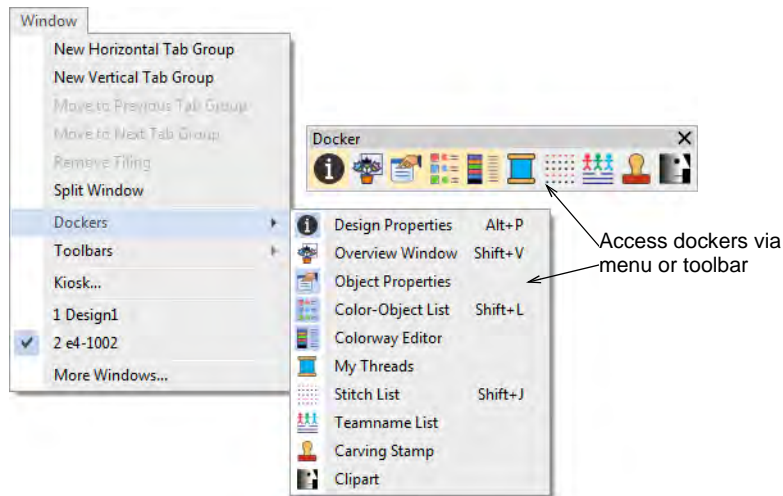 Window
New Horizontal Tab Group
New Vertical Tab Group
Move to Previous Tab Group
Move to Next Tab Group
Remove Tiling
Split Window
Dockers
Toolbars
Kiosk...
1 Design1
2 e4-1002
More Windows...
Docker
Design Properties Alt+P
Overview Window Shift+V
Object Properties
Color-Object List Shift+L
Colorway Editor
My Threads
Stitch List Shift+J
Teamname List
Carving Stamp
Clipart
Access dockers via
menu or toolbar